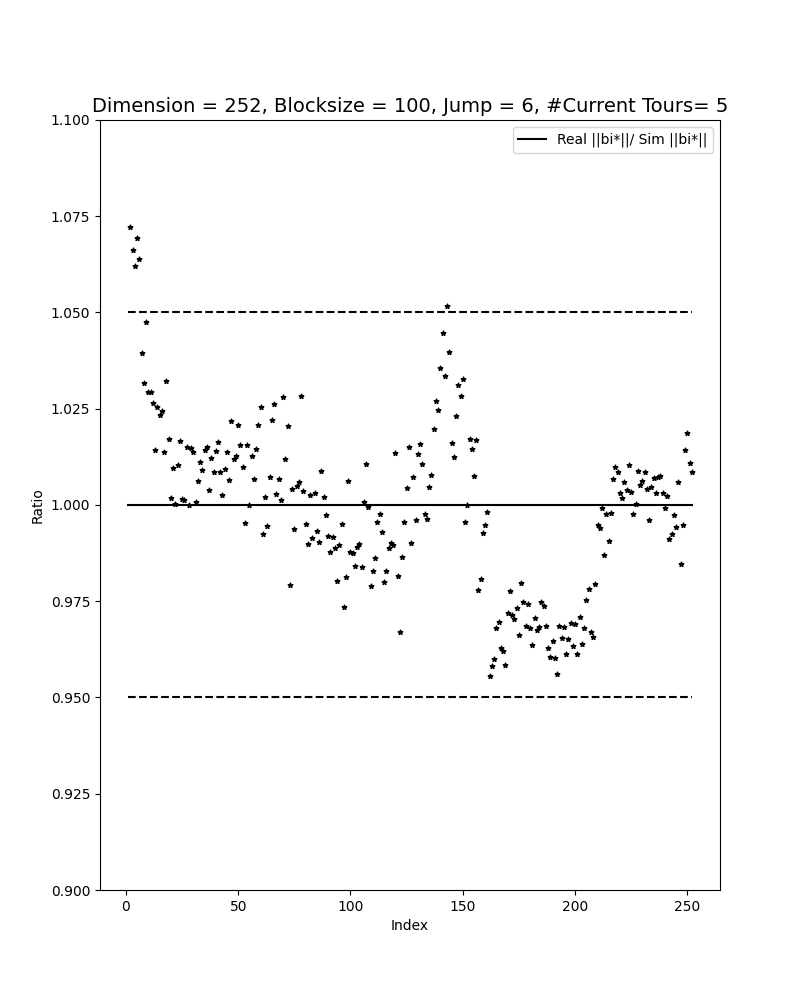 Dimension = 252, Blocksize = 100, Jump = 6, #Current Tours= 5
Real ||bi*||/ Sim ||bi*||
1.100
1.075
1.050
1.025
1.000
0.975
0.950
0.925
0.900
Ratio
0 50 100 150 200 250
Index